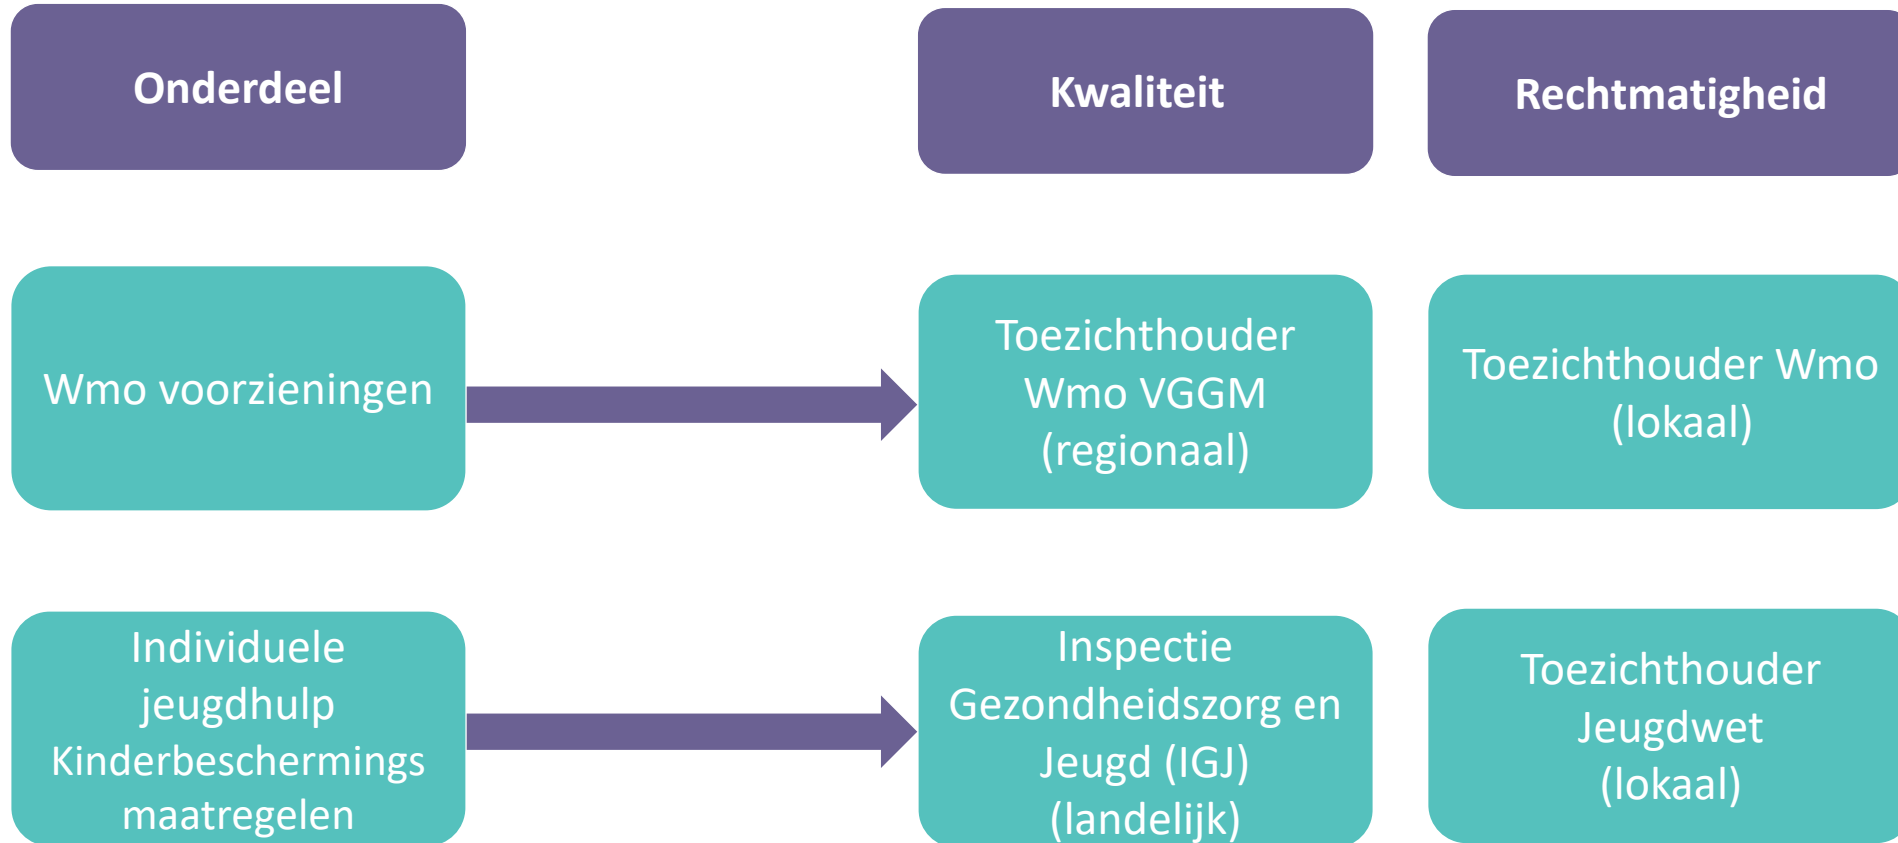 Onderdeel
Kwaliteit
Rechtmatigheid
Wmo voorzieningen
Toezichthouder
Wmo VGGM
(regionaal)
Toezichthouder Wmo
(lokaal)
Individuele
jeugdhulp
Kinderbeschermings
maatregelen
Inspectie
Gezondheidszorg en
Jeugd (IGJ)
(landelijk)
Toezichthouder
Jeugdwet
(lokaal)